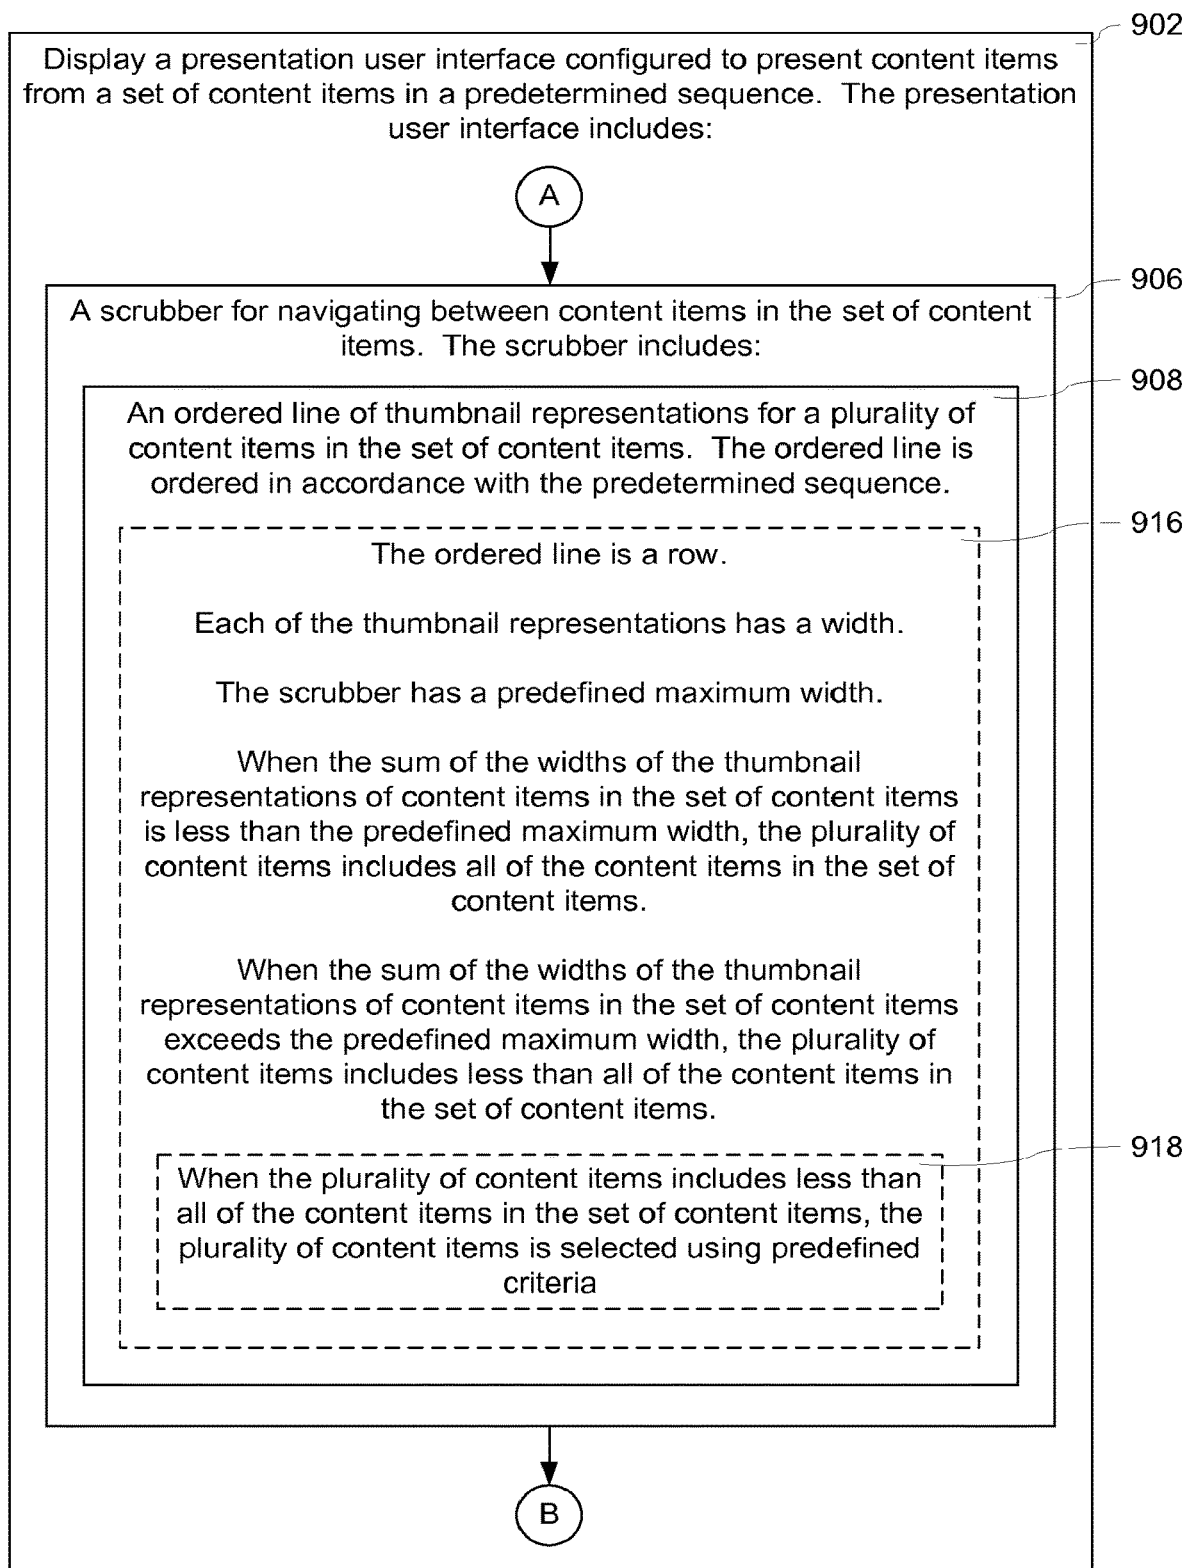 902
Display a presentation user interface configured to present content items
from a set of content items in a predetermined sequence. The presentation
user interface includes:
A
906
A scrubber for navigating between content items in the set of content
items. The scrubber includes:
908
An ordered line of thumbnail representations for a plurality of
content items in the set of content items. The ordered line is
ordered in accordance with the predetermined sequence.
916
The ordered line is a row.
Each of the thumbnail representations has a width.
The scrubber has a predefined maximum width.
When the sum of the widths of the thumbnail
representations of content items in the set of content items
is less than the predefined maximum width, the plurality of
content items includes all of the content items in the set of
content items.
When the sum of the widths of the thumbnail
representations of content items in the set of content items
exceeds the predefined maximum width, the plurality of
content items includes less than all of the content items in
the set of content items.
918
When the plurality of content items includes less than
all of the content items in the set of content items, the
plurality of content items is selected using predefined
criteria
B